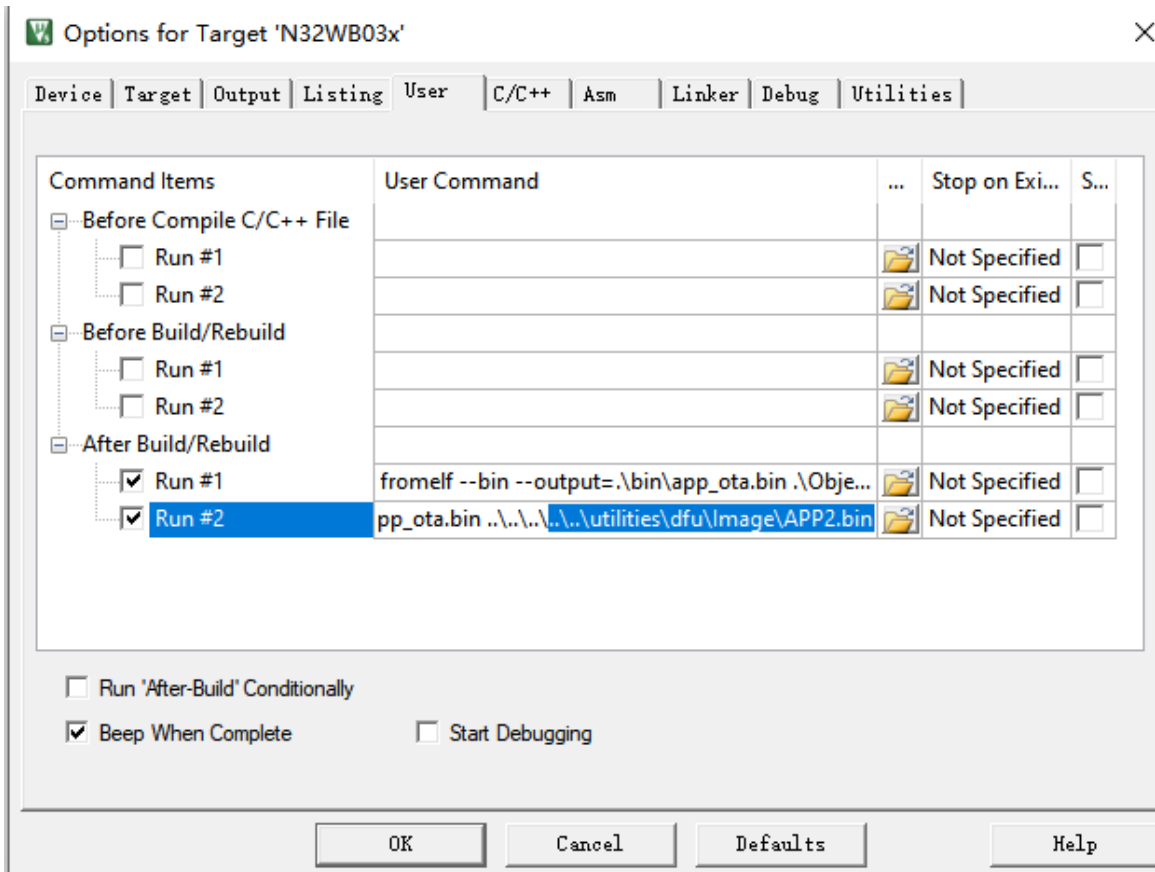 Options for Target 'N32WB03x'
Device Target Output Listing User C/C++ Asm Linker Debug Utilities
Command Items User Command ... Stop on Exi... S...
Before Compile C/C++ File
Run #1 Not Specified
Run #2 Not Specified
Before Build/Rebuild
Run #1 Not Specified
Run #2 Not Specified
After Build/Rebuild
Run #1 fromelf --bin --output=.\bin\app_ota.bin .\Obje... Not Specified
Run #2 pp_ota.bin ..\..\..\..\..\utilities\dfu\Image\APP2.bin Not Specified
Run 'After-Build' Conditionally
Beep When Complete Start Debugging
OK Cancel Defaults Help